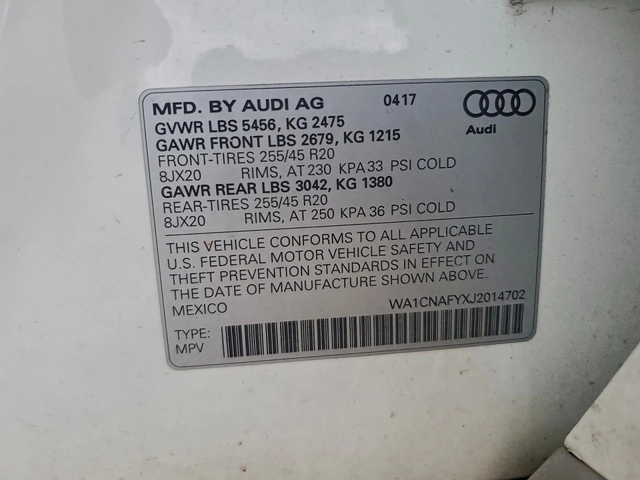 MFD. BY AUDI AG 0417
GVWR LBS 5456, KG 2475
GAWR FRONT LBS 2679, KG 1215
FRONT-TIRES 255/45 R20
8JX20 RIMS, AT 230 KPA 33 PSI COLD
GAWR REAR LBS 3042, KG 1380
REAR-TIRES 255/45 R20
8JX20 RIMS, AT 250 KPA 36 PSI COLD
Audi
THIS VEHICLE CONFORMS TO ALL APPLICABLE
U.S. FEDERAL MOTOR VEHICLE SAFETY AND
THEFT PREVENTION STANDARDS IN EFFECT ON
THE DATE OF MANUFACTURE SHOWN ABOVE.
MEXICO WA1CNAFYXJ2014702
TYPE:
MPV